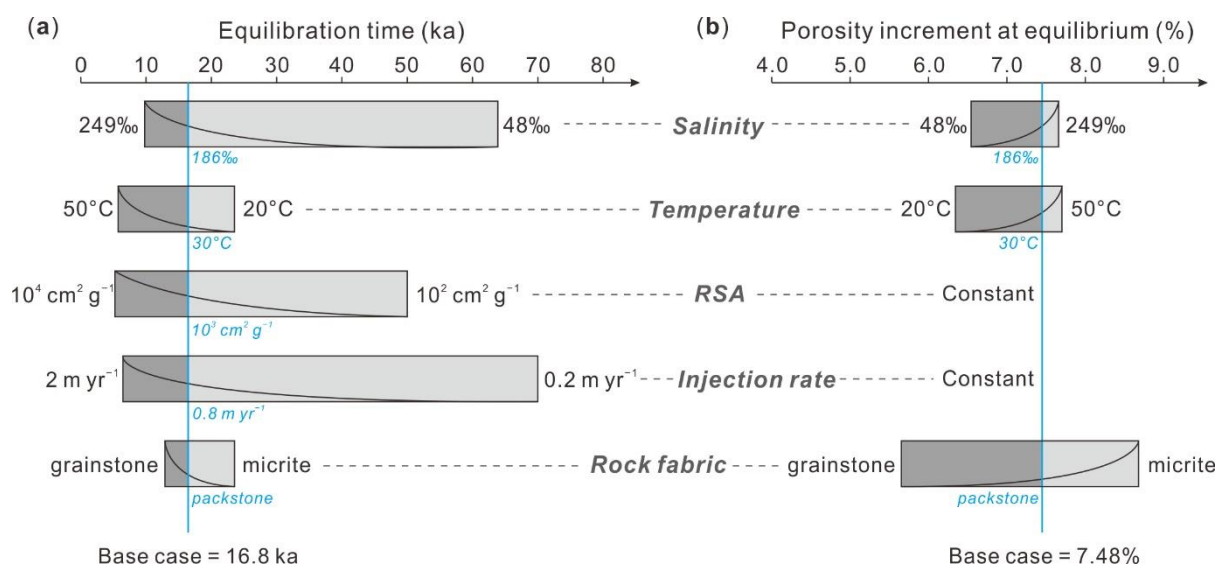 (a) Equilibration time (ka)
0 10 20 30 40 50 60 70 80
(b) Porosity increment at equilibrium (%)
4.0 5.0 6.0 7.0 8.0 9.0
249‰ 48‰ Salinity 48‰ 249‰
186‰ 186‰
50°C 20°C Temperature 20°C 50°C
30°C 30°C
10⁴ cm² g⁻¹ 10² cm² g⁻¹ RSA Constant
10³ cm² g⁻¹
2 m yr⁻¹ 0.2 m yr⁻¹ Injection rate Constant
0.8 m yr⁻¹
grainstone micrite Rock fabric grainstone micrite
packstone packstone
Base case = 16.8 ka Base case = 7.48%